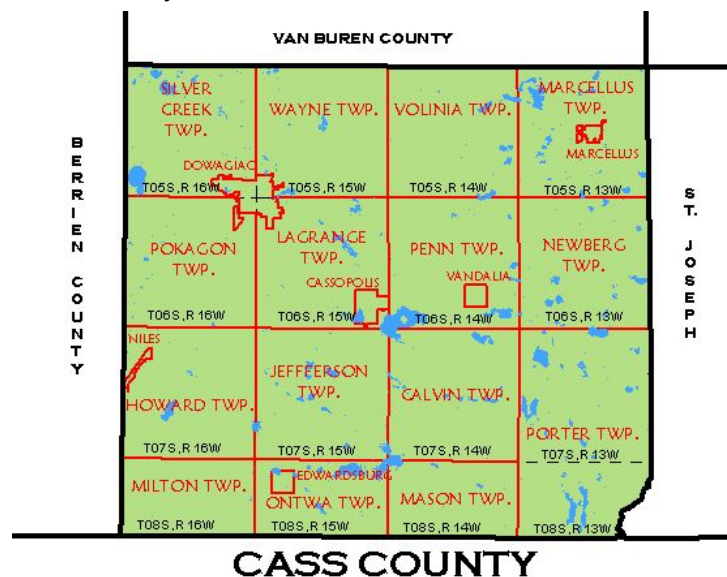 VAN BUREN COUNTY
SILVER
CREEK
TWP.
WAYNE TWP.
VOLINIA TWP.
MARCELLUS
TWP.
MARCELLUS
DOWAGIAC
T05S,R 16W
T05S,R 15W
T05S,R 14W
T05S,R 13W
BERRIEN COUNTY
ST. JOSEPH
POKAGON
TWP.
LAGRANGE
TWP.
CASSOPOLIS
PENN TWP.
VANDALIA
NEWBERG
TWP.
T06S,R 16W
T06S,R 15W
T06S,R 14W
T06S,R 13W
NILES
HOWARD TWP.
JEFFFERSON
TWP.
CALVIN TWP.
PORTER TWP.
T07S,R 16W
T07S,R 15W
T07S,R 14W
T07S,R 13W
MILTON TWP.
EDWARDSBURG
ONTWA TWP.
MASON TWP.
T08S,R 16W
T08S,R 15W
T08S,R 14W
T08S,R 13W
CASS COUNTY